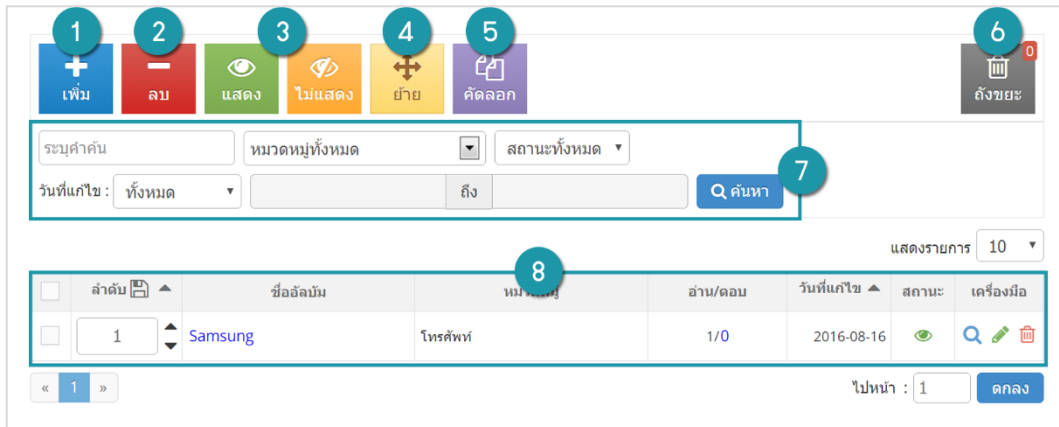 1 2 3 4 5 6
0
เพิ่ม ลบ แสดง ไม่แสดง ย้าย คัดลอก ถังขยะ
ระบุคำค้น หมวดหมู่ทั้งหมด สถานะทั้งหมด
7
วันที่แก้ไข : ทั้งหมด ถึง ค้นหา
แสดงรายการ 10
8
ลำดับ ชื่ออัลบัม อ่าน/ตอบ วันที่แก้ไข สถานะ เครื่องมือ
1 Samsung โทรศัพท์ 1/0 2016-08-16
« 1 » ไปหน้า : 1 ตกลง